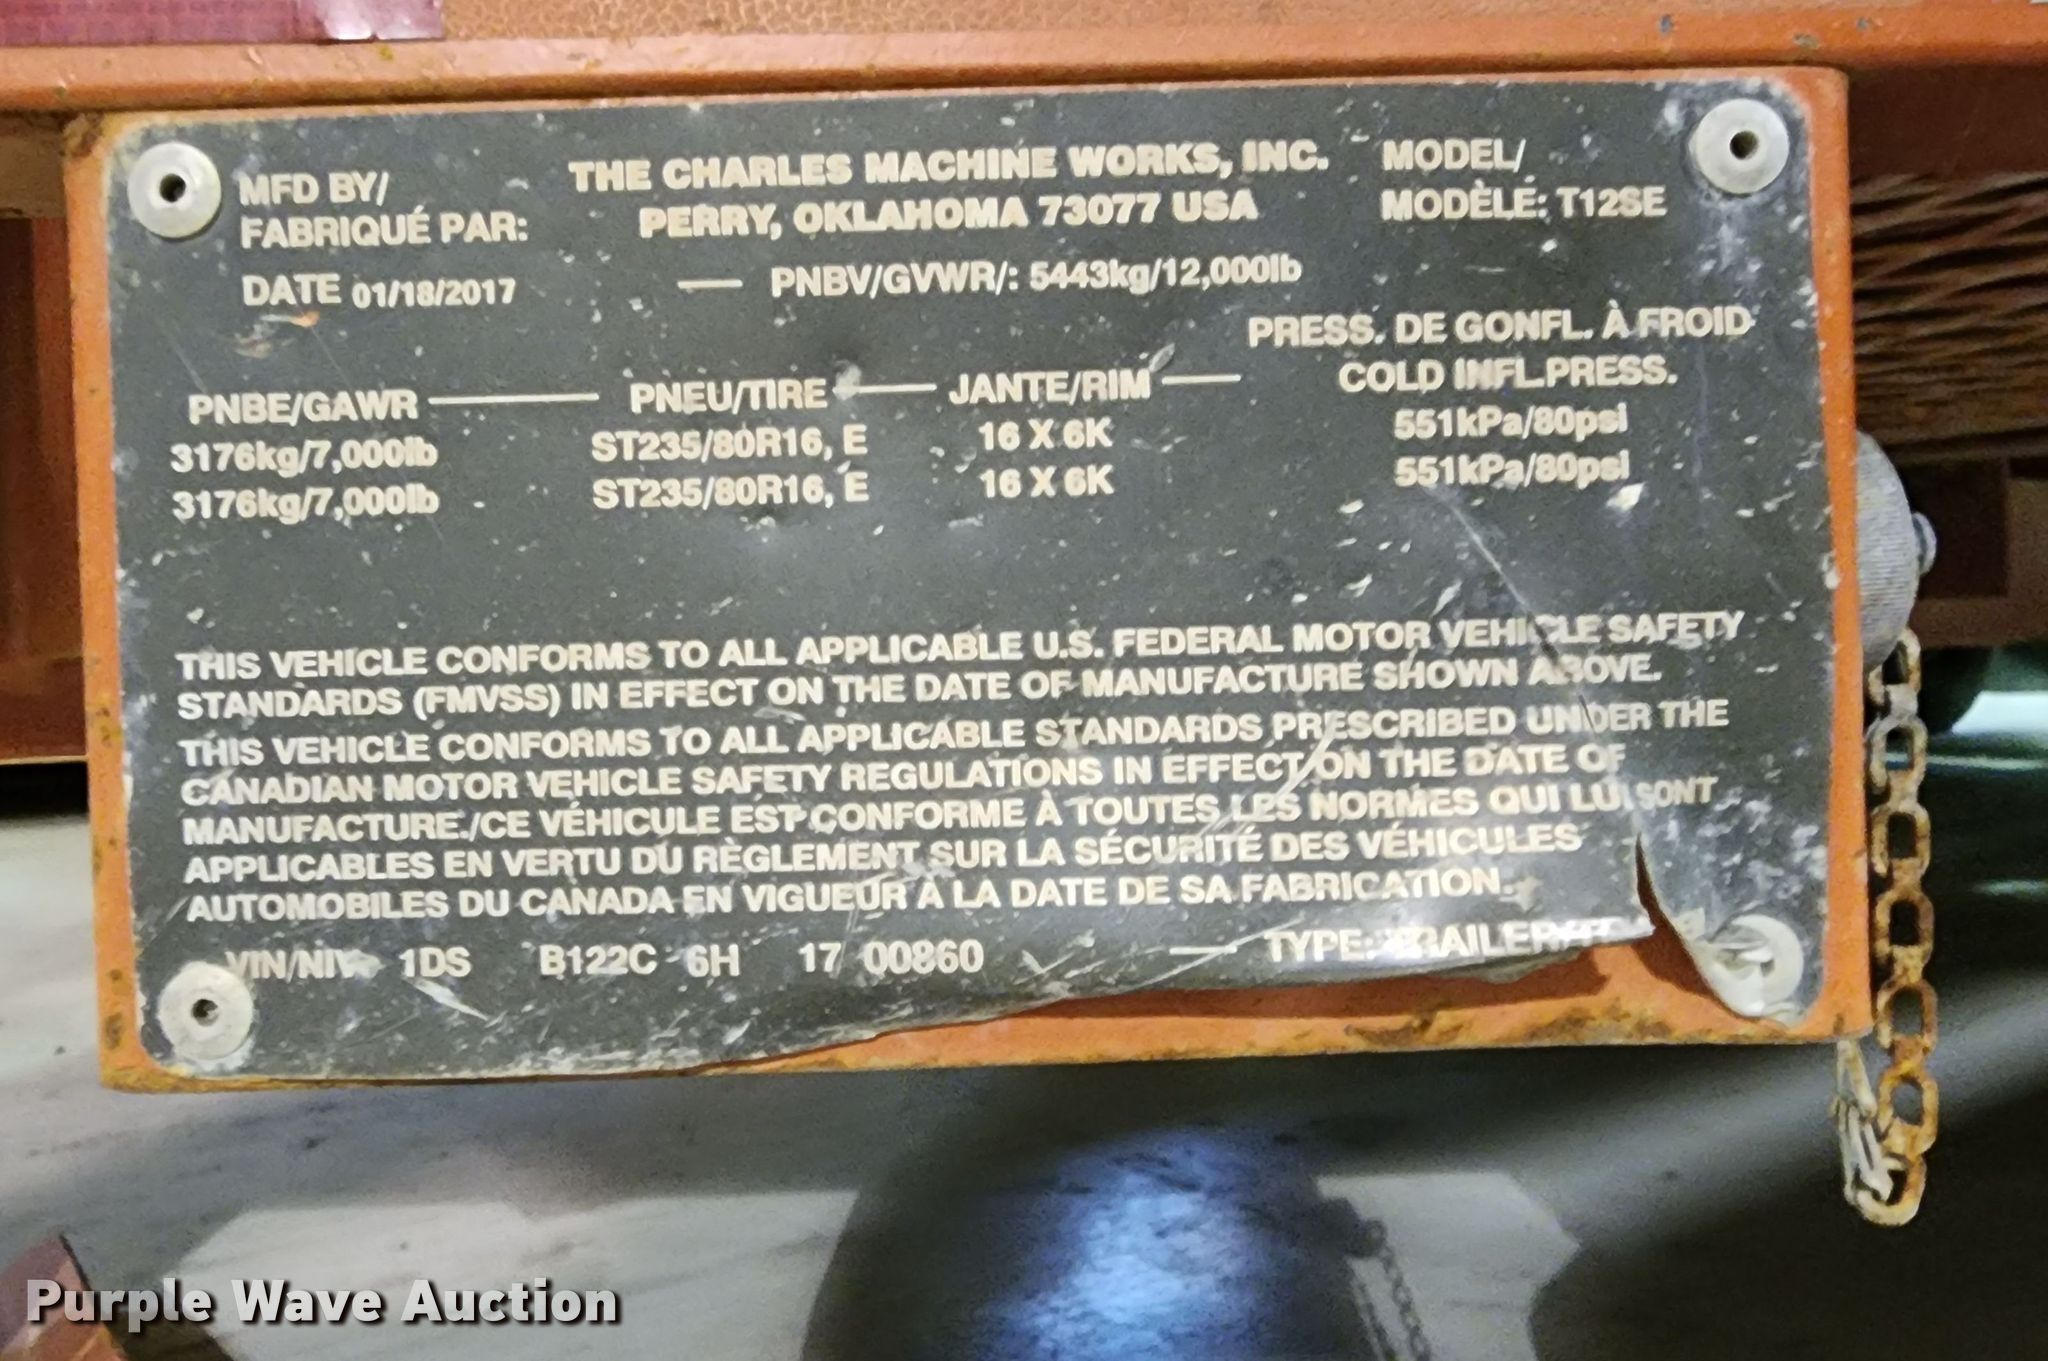 MFD BY/
FABRIQUÉ PAR:
THE CHARLES MACHINE WORKS, INC.
PERRY, OKLAHOMA 73077 USA
MODEL/
MODÈLE: T12SE
DATE 01/18/2017
— PNBV/GVWR/: 5443kg/12,000lb
PRESS. DE GONFL. À FROID
PNBE/GAWR — PNEU/TIRE — JANTE/RIM — COLD INFL.PRESS.
3176kg/7,000lb ST235/80R16, E 16 X 6K 551kPa/80psi
3176kg/7,000lb ST235/80R16, E 16 X 6K 551kPa/80psi
THIS VEHICLE CONFORMS TO ALL APPLICABLE U.S. FEDERAL MOTOR VEHICLE SAFETY
STANDARDS (FMVSS) IN EFFECT ON THE DATE OF MANUFACTURE SHOWN ABOVE.
THIS VEHICLE CONFORMS TO ALL APPLICABLE STANDARDS PRESCRIBED UNDER THE
CANADIAN MOTOR VEHICLE SAFETY REGULATIONS IN EFFECT ON THE DATE OF
MANUFACTURE./CE VÉHICULE EST CONFORME À TOUTES LES NORMES QUI LUI SONT
APPLICABLES EN VERTU DU RÈGLEMENT SUR LA SÉCURITÉ DES VÉHICULES
AUTOMOBILES DU CANADA EN VIGUEUR À LA DATE DE SA FABRICATION.
VIN/NIV 1DS B122C 6H 17 00860 — TYPE:
Purple Wave Auction